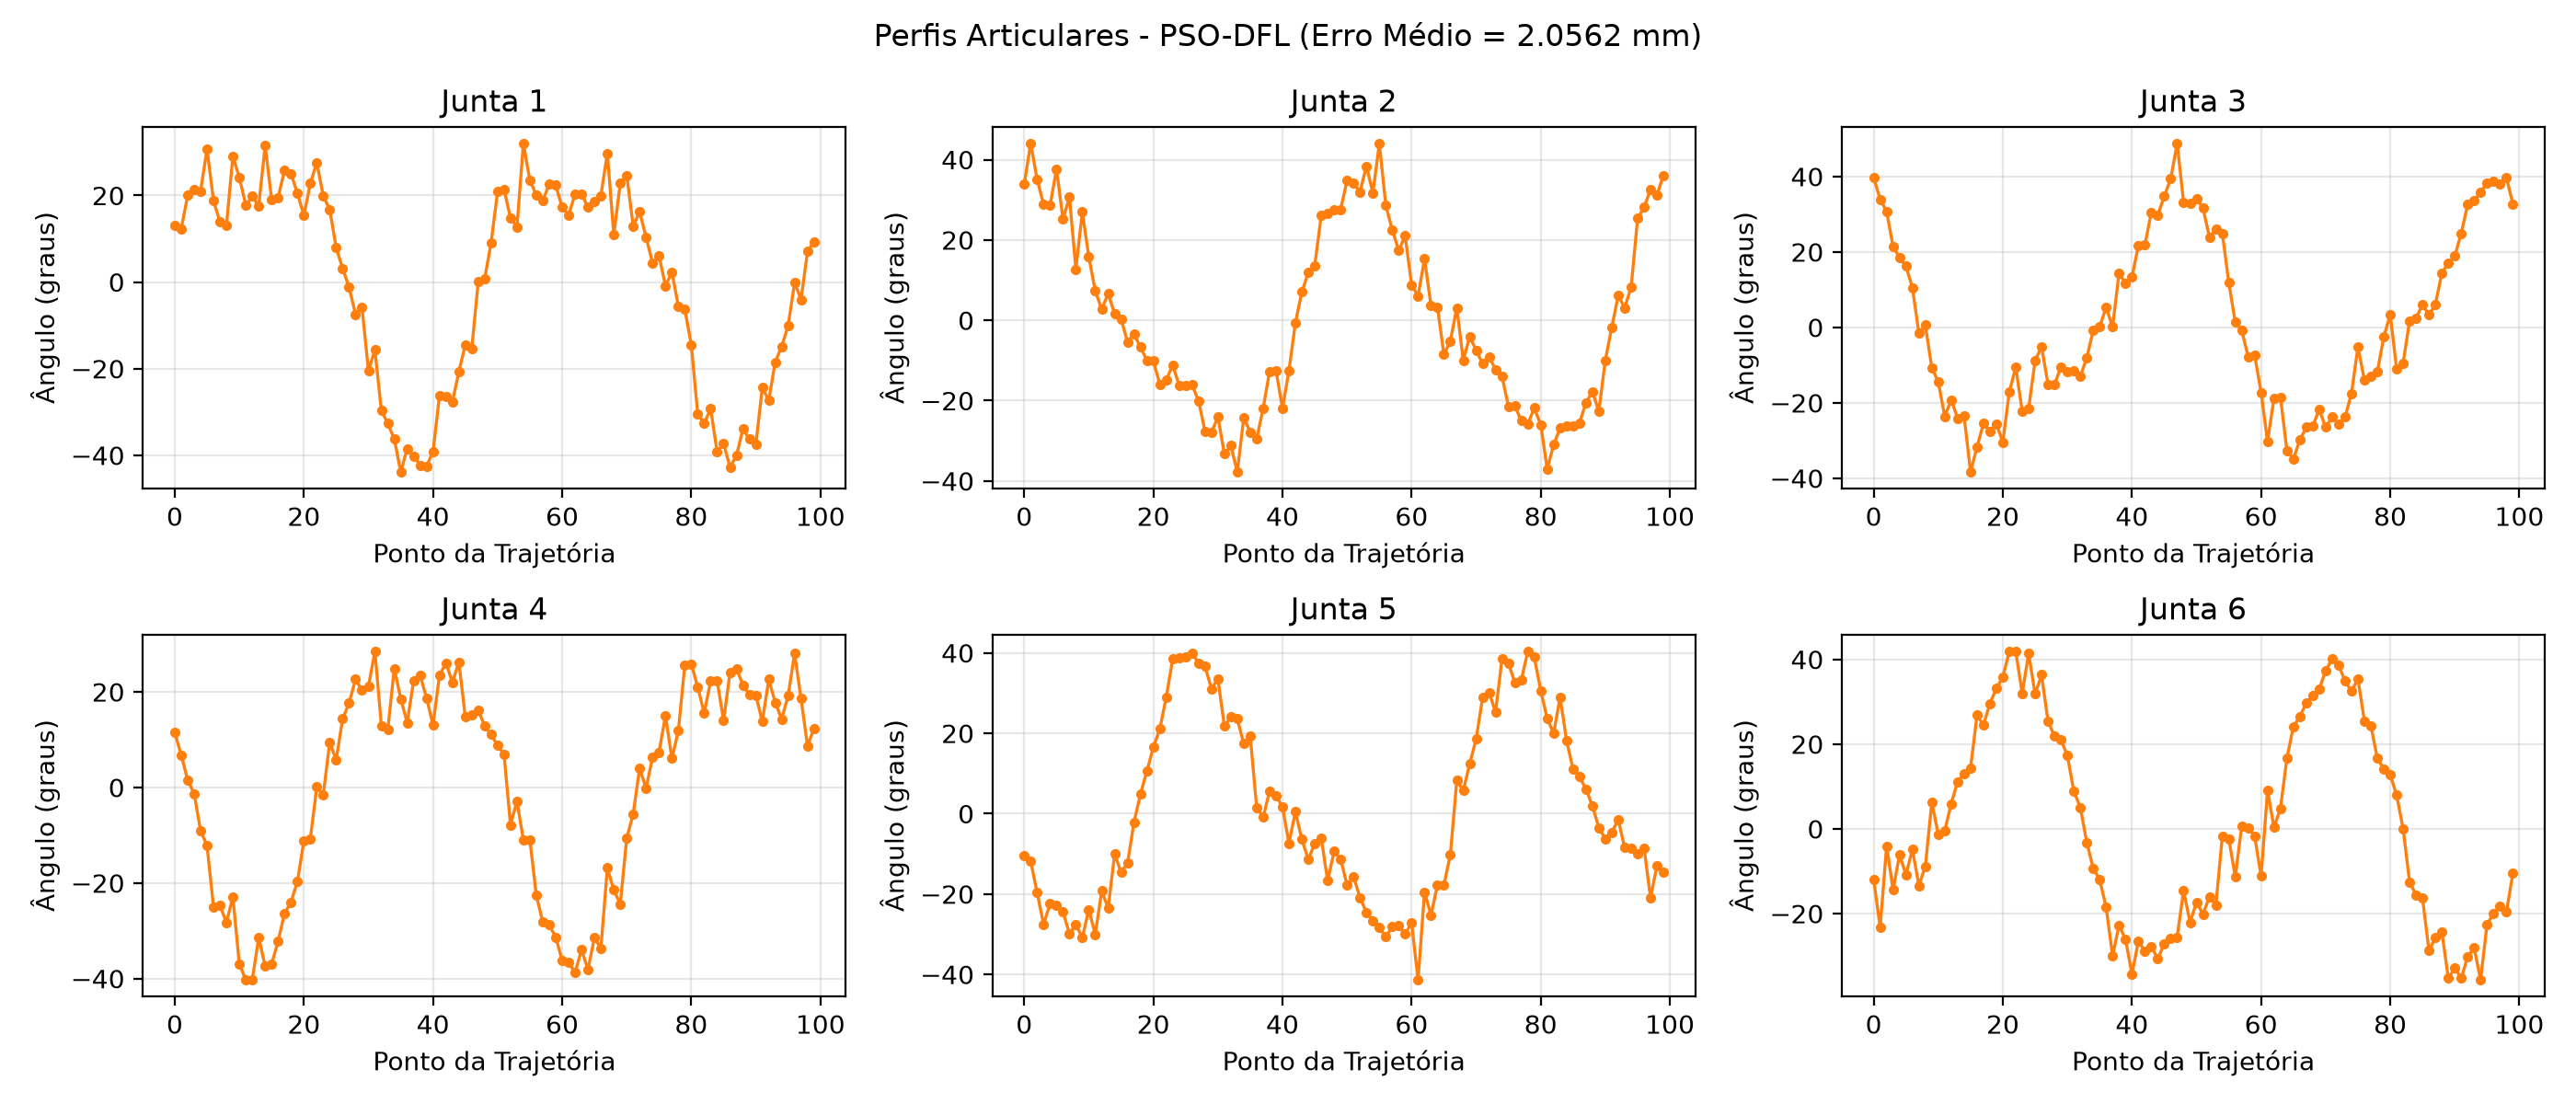 Perfis Articulares - PSO-DFL (Erro Médio = 2.0562 mm)
Junta 1
Ângulo (graus)
20
0
−20
−40
0 20 40 60 80 100
Ponto da Trajetória
Junta 2
Ângulo (graus)
40
20
0
−20
−40
0 20 40 60 80 100
Ponto da Trajetória
Junta 3
Ângulo (graus)
40
20
0
−20
−40
0 20 40 60 80 100
Ponto da Trajetória
Junta 4
Ângulo (graus)
20
0
−20
−40
0 20 40 60 80 100
Ponto da Trajetória
Junta 5
Ângulo (graus)
40
20
0
−20
−40
0 20 40 60 80 100
Ponto da Trajetória
Junta 6
Ângulo (graus)
40
20
0
−20
0 20 40 60 80 100
Ponto da Trajetória